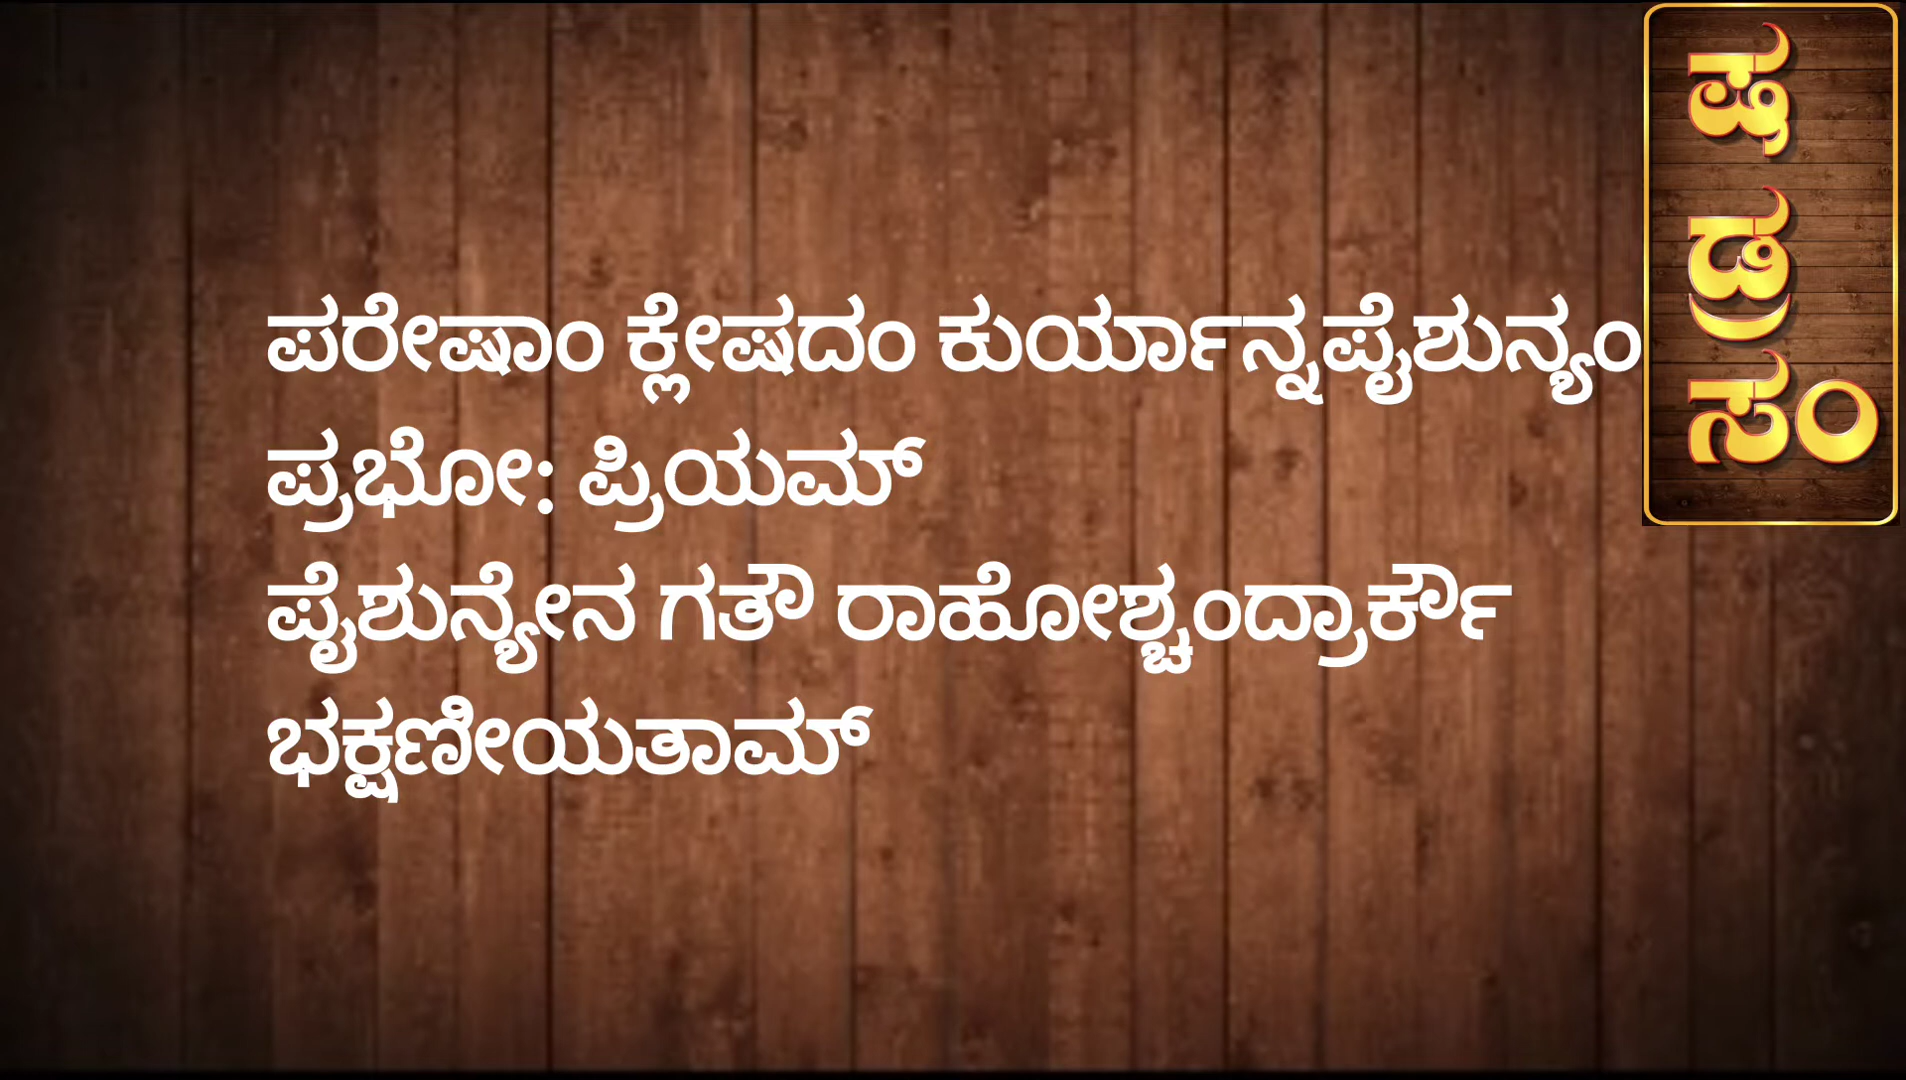 ಪರೇಷಾಂ ಕ್ಲೇಷದಂ ಕುರ್ಯಾನ್ನಪೈಶುನ್ಯಂ
ಪ್ರಭೋ: ಪ್ರಿಯಮ್
ಪೈಶುನ್ಯೇನ ಗತೌ ರಾಹೋಶ್ಚಂದ್ರಾರ್ಕೌ
ಭಕ್ಷಣೀಯತಾಮ್